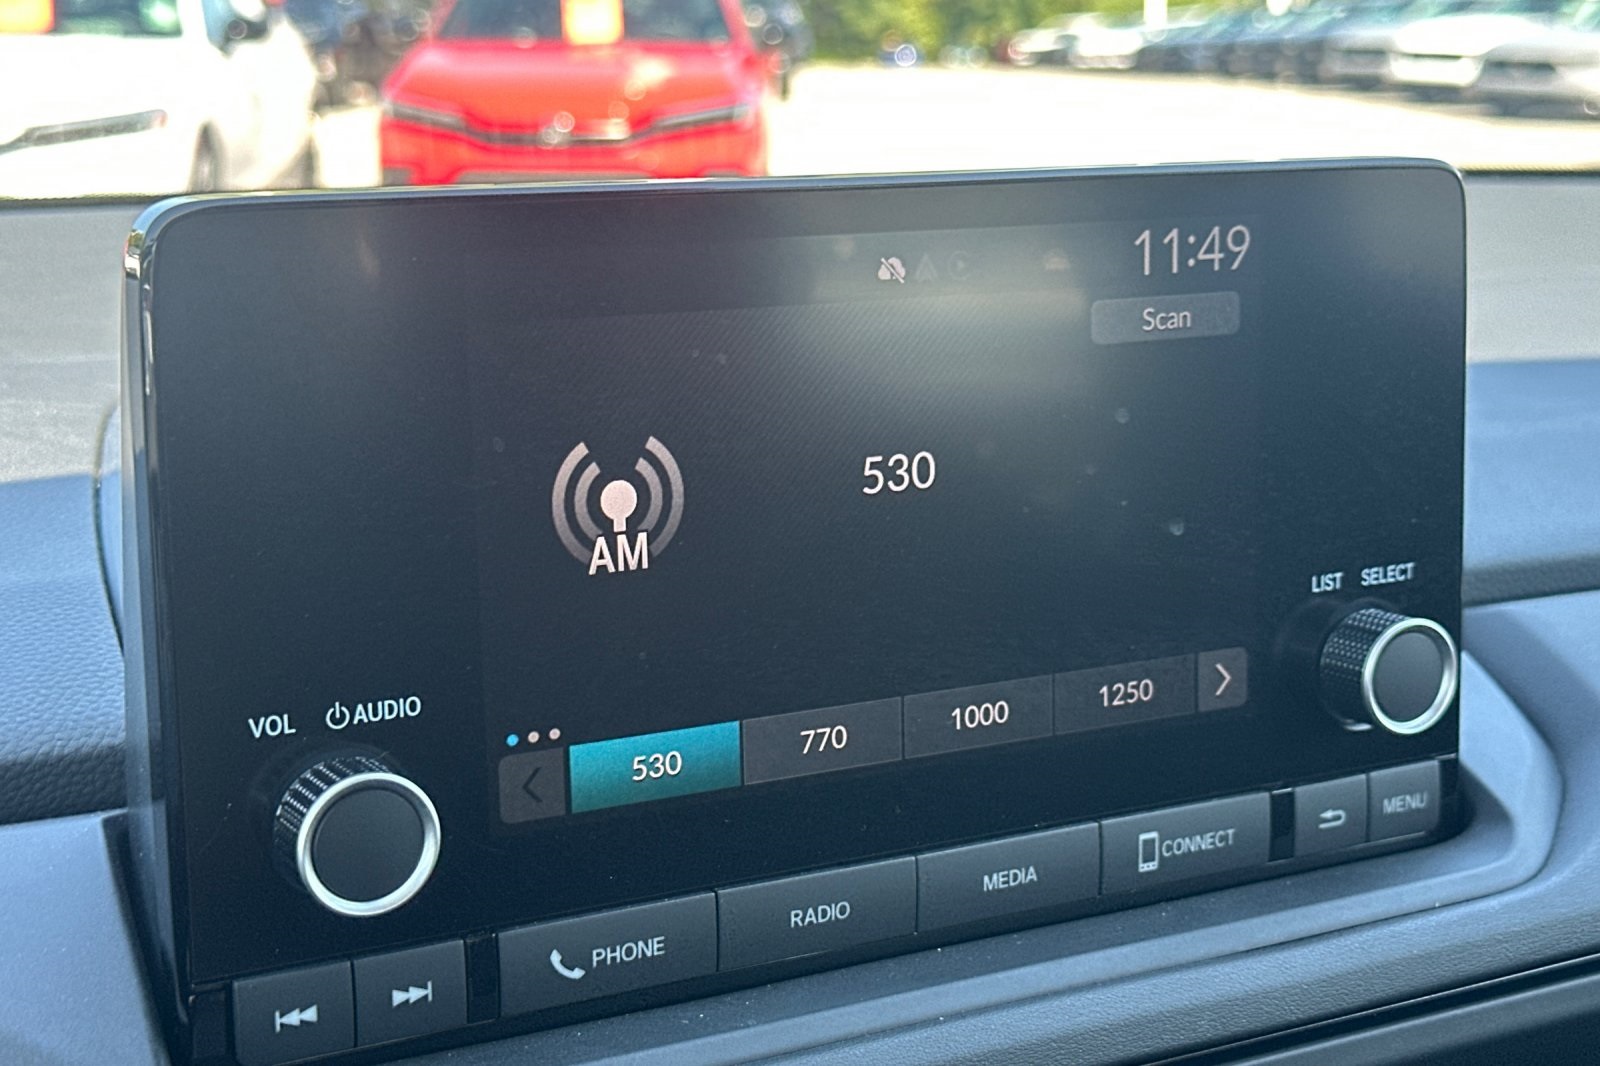 11:49
Scan
530
AM
LIST SELECT
VOL AUDIO
530 770 1000 1250
PHONE RADIO MEDIA CONNECT MENU